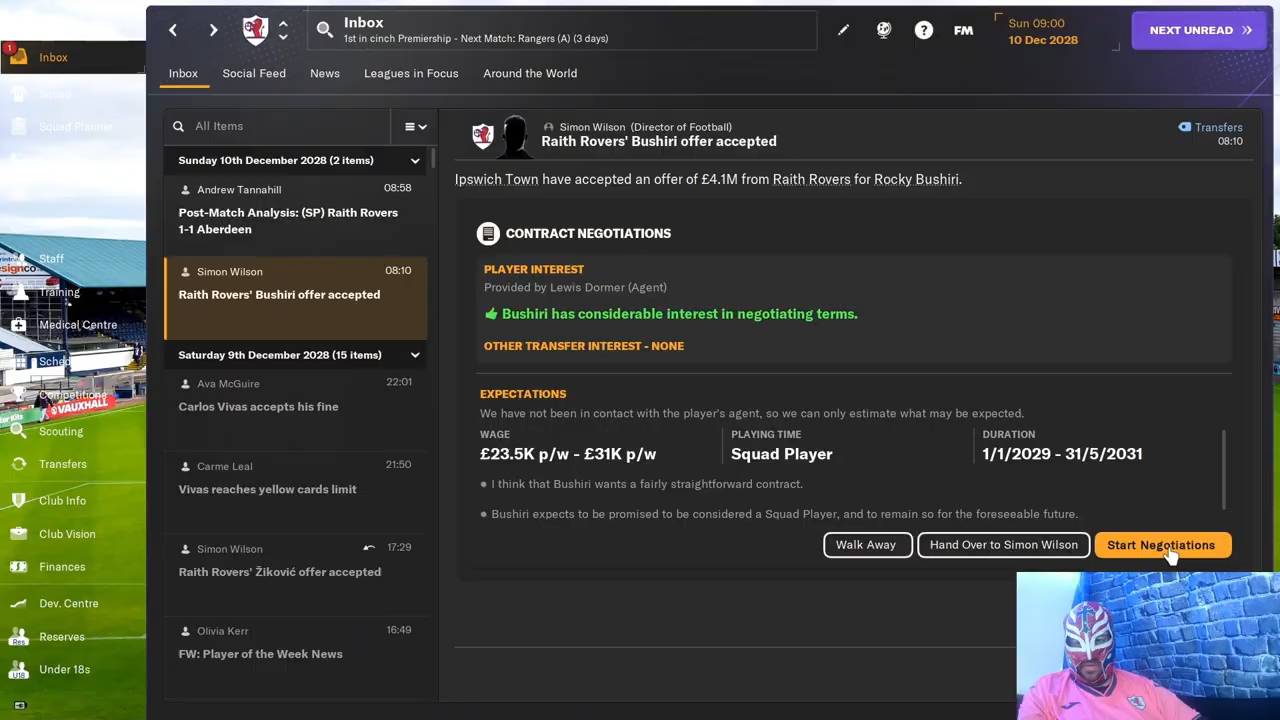 Inbox
1st in cinch Premiership - Next Match: Rangers (A) (3 days)
FM
Sun 09:00
10 Dec 2028
NEXT UNREAD
1
Inbox
Squad Planner
Staff
Training
Medical Centre
Competitions
VAUXHALL
Scouting
Transfers
Club Info
Club Vision
Finances
Dev. Centre
Reserves
Under 18s
Inbox
Social Feed
News
Leagues in Focus
Around the World
All Items
Sunday 10th December 2028 (2 items)
Andrew Tannahill
08:58
Post-Match Analysis: (SP) Raith Rovers
1-1 Aberdeen
Simon Wilson
08:10
Raith Rovers' Bushiri offer accepted
Saturday 9th December 2028 (15 items)
Ava McGuire
22:01
Carlos Vivas accepts his fine
Carme Leal
21:50
Vivas reaches yellow cards limit
Simon Wilson
17:29
Raith Rovers' Žiković offer accepted
Olivia Kerr
16:49
FW: Player of the Week News
Simon Wilson (Director of Football)
Raith Rovers' Bushiri offer accepted
Transfers
08:10
Ipswich Town have accepted an offer of £4.1M from Raith Rovers for Rocky Bushiri.
CONTRACT NEGOTIATIONS
PLAYER INTEREST
Provided by Lewis Dormer (Agent)
Bushiri has considerable interest in negotiating terms.
OTHER TRANSFER INTEREST - NONE
EXPECTATIONS
We have not been in contact with the player's agent, so we can only estimate what may be expected.
WAGE
£23.5K p/w - £31K p/w
PLAYING TIME
Squad Player
DURATION
1/1/2029 - 31/5/2031
I think that Bushiri wants a fairly straightforward contract.
Bushiri expects to be promised to be considered a Squad Player, and to remain so for the foreseeable future.
Walk Away
Hand Over to Simon Wilson
Start Negotiations